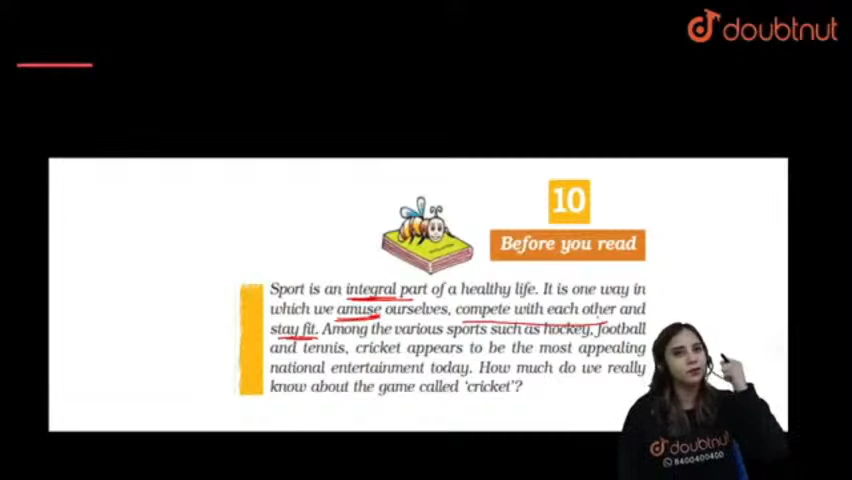 doubtnut
10
Before you read
Sport is an integral part of a healthy life. It is one way in
which we amuse ourselves, compete with each other and
stay fit. Among the various sports such as hockey, football
and tennis, cricket appears to be the most appealing
national entertainment today. How much do we really
know about the game called ‘cricket’?
doubtnut
8400400400